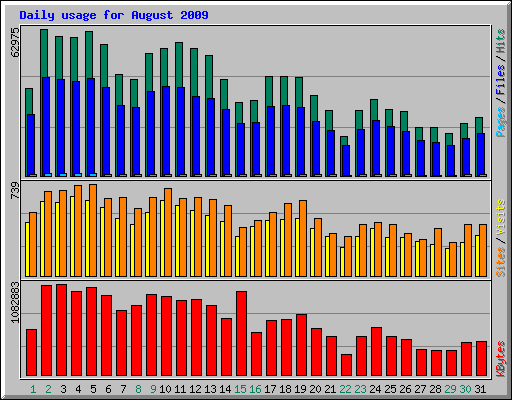 Daily usage for August 2009
62975
Pages / Files / Hits
739
Sites / Visits
1082883
KBytes
1 2 3 4 5 6 7 8 9 10 11 12 13 14 15 16 17 18 19 20 21 22 23 24 25 26 27 28 29 30 31